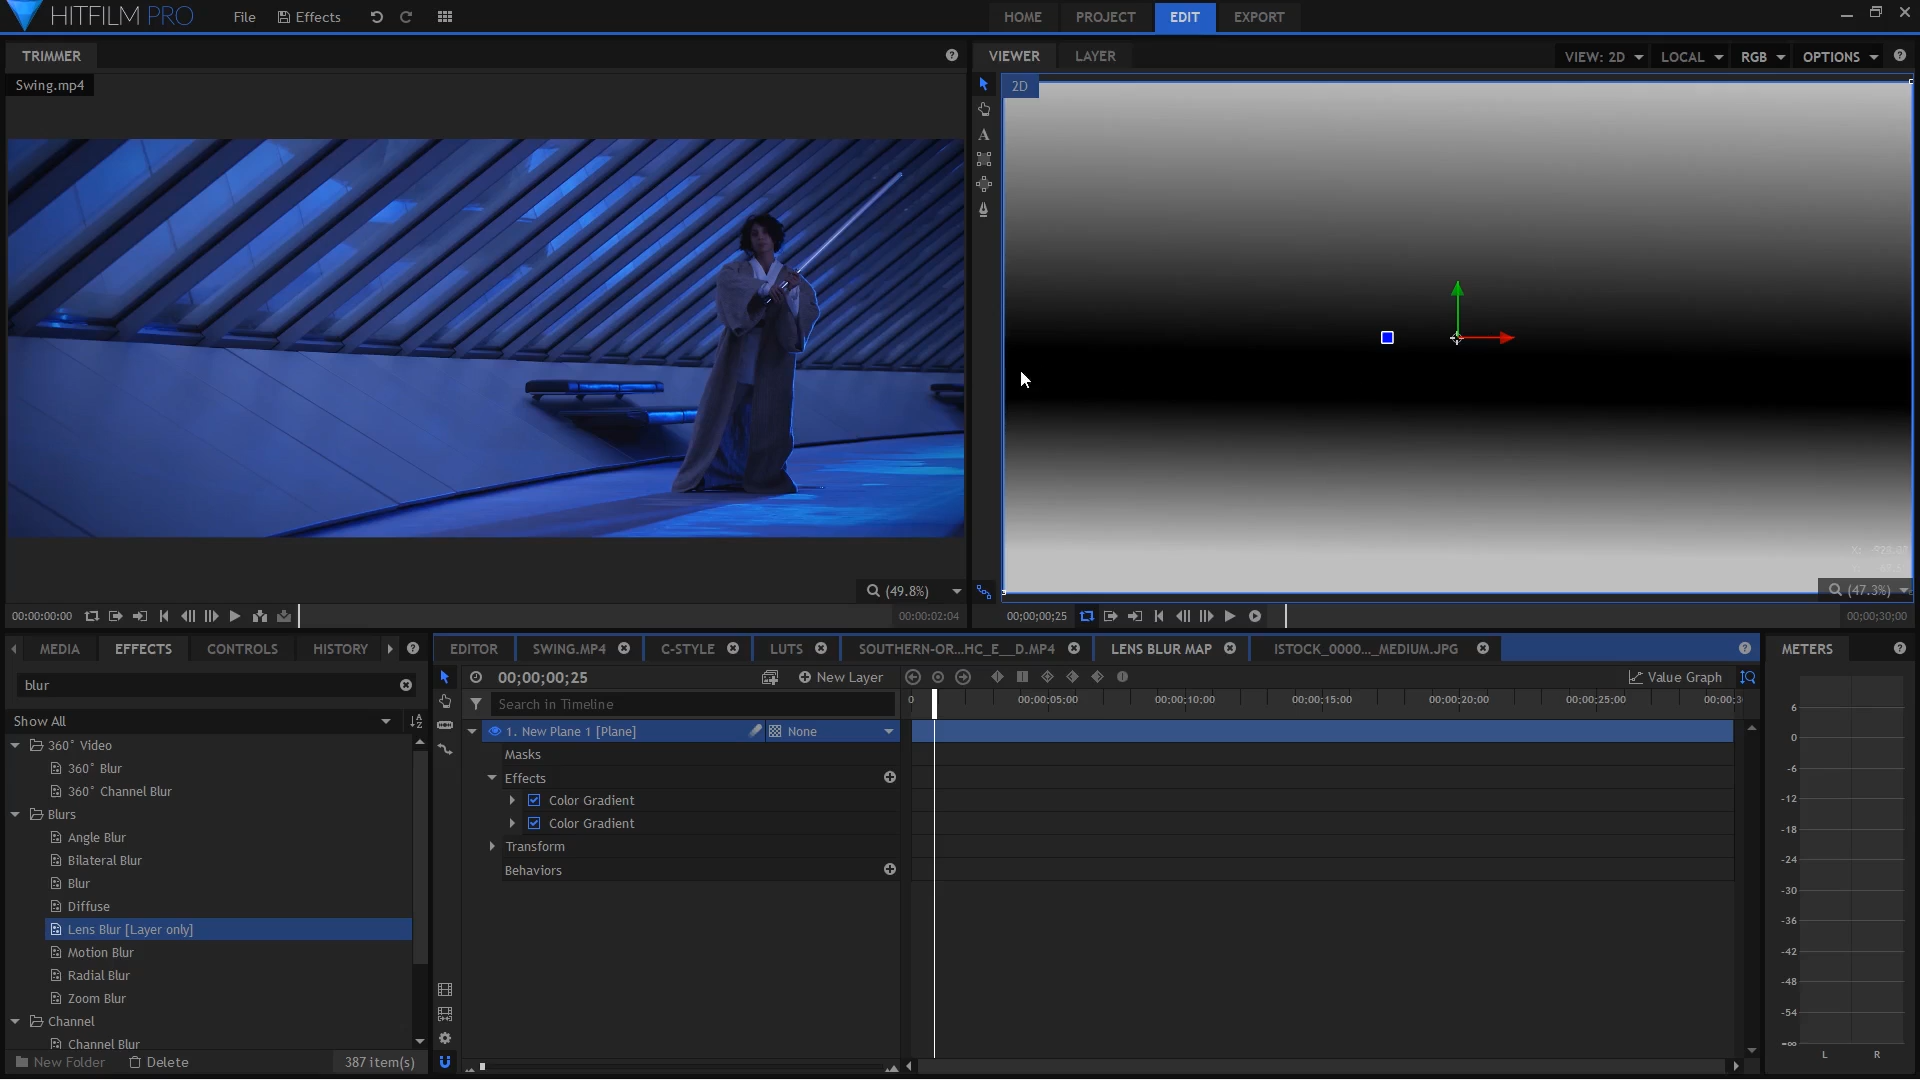 HITFILM PRO
File
Effects
HOME
PROJECT
EDIT
EXPORT
TRIMMER
Swing.mp4
(49.8%)
00:00:00:00
00:00:02:04
VIEWER
LAYER
VIEW: 2D
LOCAL
RGB
OPTIONS
2D
A
(47.3%)
00;00;00;25
00;00;30;00
MEDIA
EFFECTS
CONTROLS
HISTORY
blur
Show All
360° Video
360° Blur
360° Channel Blur
Blurs
Angle Blur
Bilateral Blur
Blur
Diffuse
Lens Blur [Layer only]
Motion Blur
Radial Blur
Zoom Blur
Channel
Channel Blur
New Folder
Delete
387 item(s)
EDITOR
SWING.MP4
C-STYLE
LUTS
SOUTHERN-OR...HC_E__D.MP4
LENS BLUR MAP
ISTOCK_0000..._MEDIUM.JPG
00;00;00;25
New Layer
Value Graph
Search in Timeline
0
00;00;05;00
00;00;10;00
00;00;15;00
00;00;20;00
00;00;25;00
00;00;3
1. New Plane 1 [Plane]
None
Masks
Effects
Color Gradient
Color Gradient
Transform
Behaviors
METERS
6
0
-6
-12
-18
-24
-30
-36
-42
-48
-54
-∞
L
R